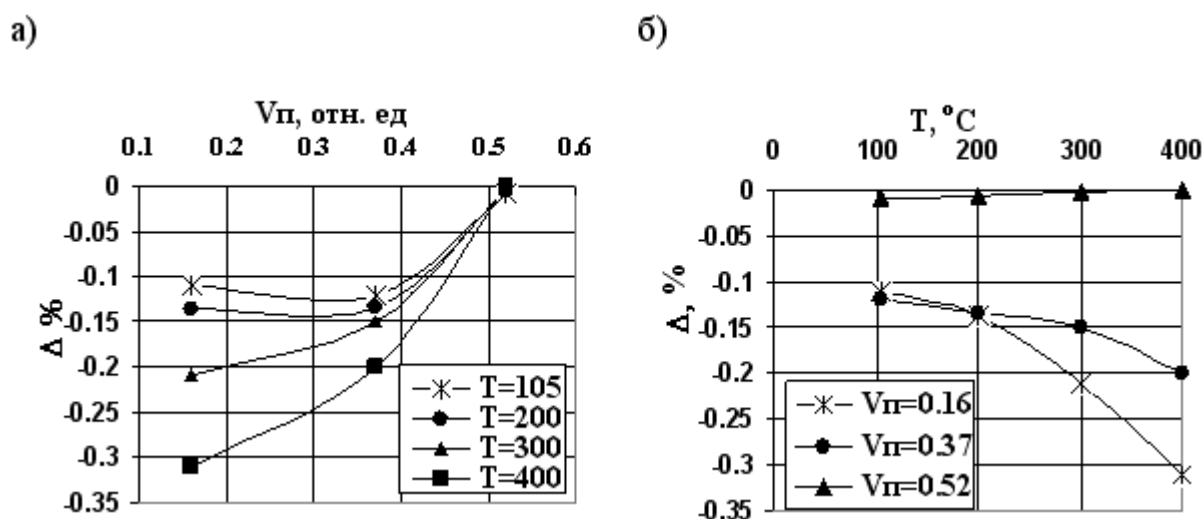 а)
Vп, отн. ед
0.1 0.2 0.3 0.4 0.5 0.6
0
-0.05
-0.1
-0.15
-0.2
-0.25
-0.3
-0.35
Δ %
T=105
T=200
T=300
T=400
б)
T, °C
0 100 200 300 400
0
-0.05
-0.1
-0.15
-0.2
-0.25
-0.3
-0.35
Δ, %
Vп=0.16
Vп=0.37
Vп=0.52